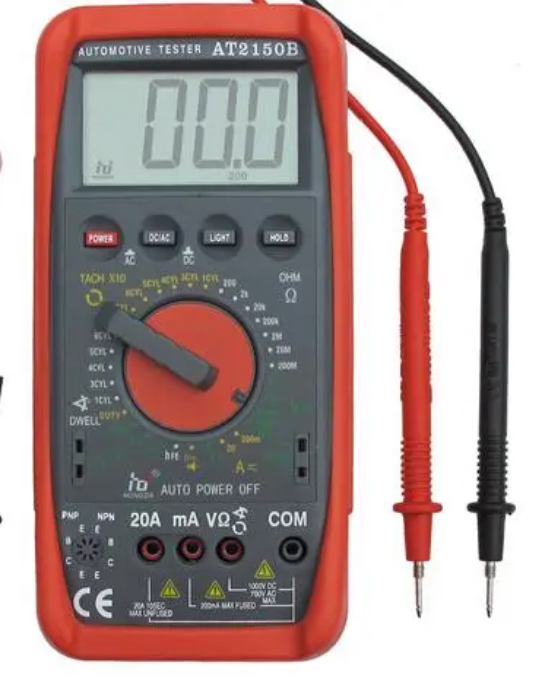 AUTOMOTIVE TESTER AT2150B
00.0
200
POWER DC/AC LIGHT HOLD
AC DC
TACH X10
5CYL 4CYL 3CYL 1CYL 200
OHM
Ω
2k
20k
200k
2M
20M
200M
6CYL
5CYL
4CYL
3CYL
1CYL
DUTY
DWELL
hFE
20 200m
A
HONGDA AUTO POWER OFF
PNP NPN
E E
B B
C C
E E
20A mA VΩ COM
CE
20A 10SEC
MAX UNFUSED
200mA MAX FUSED
1000V DC
700V AC
MAX